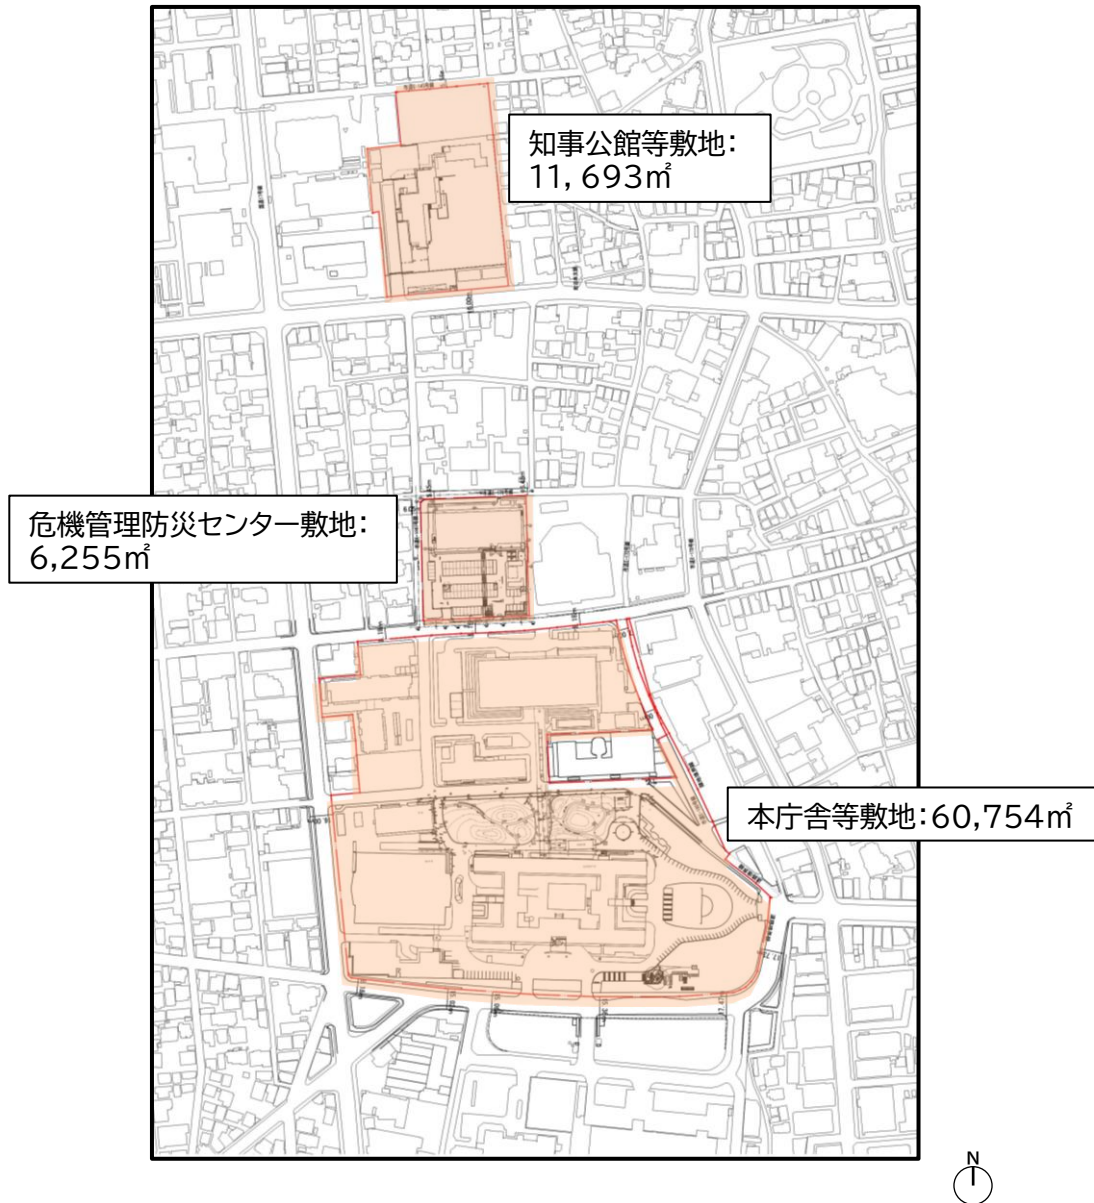 知事公館等敷地：
11,693㎡
危機管理防災センター敷地：
6,255㎡
本庁舎等敷地：60,754㎡
N